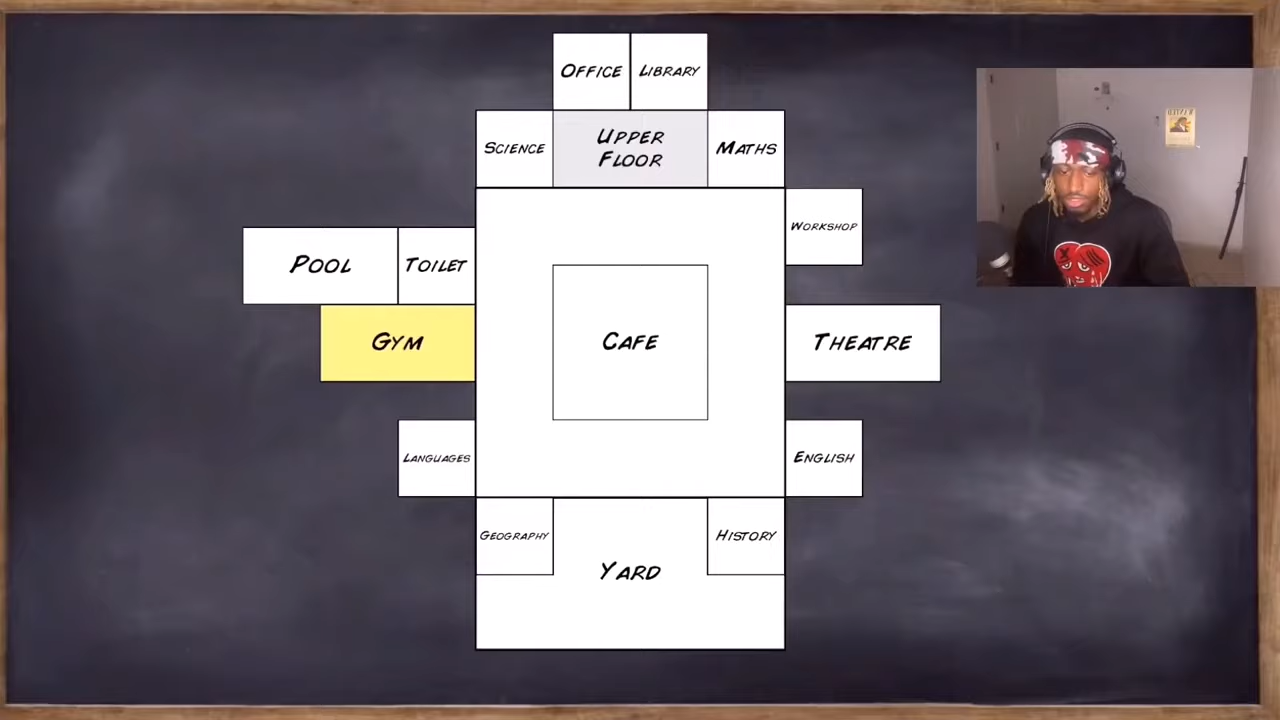 OFFICE
LIBRARY
SCIENCE
UPPER
FLOOR
MATHS
WORKSHOP
POOL
TOILET
GYM
CAFE
THEATRE
LANGUAGES
ENGLISH
GEOGRAPHY
HISTORY
YARD